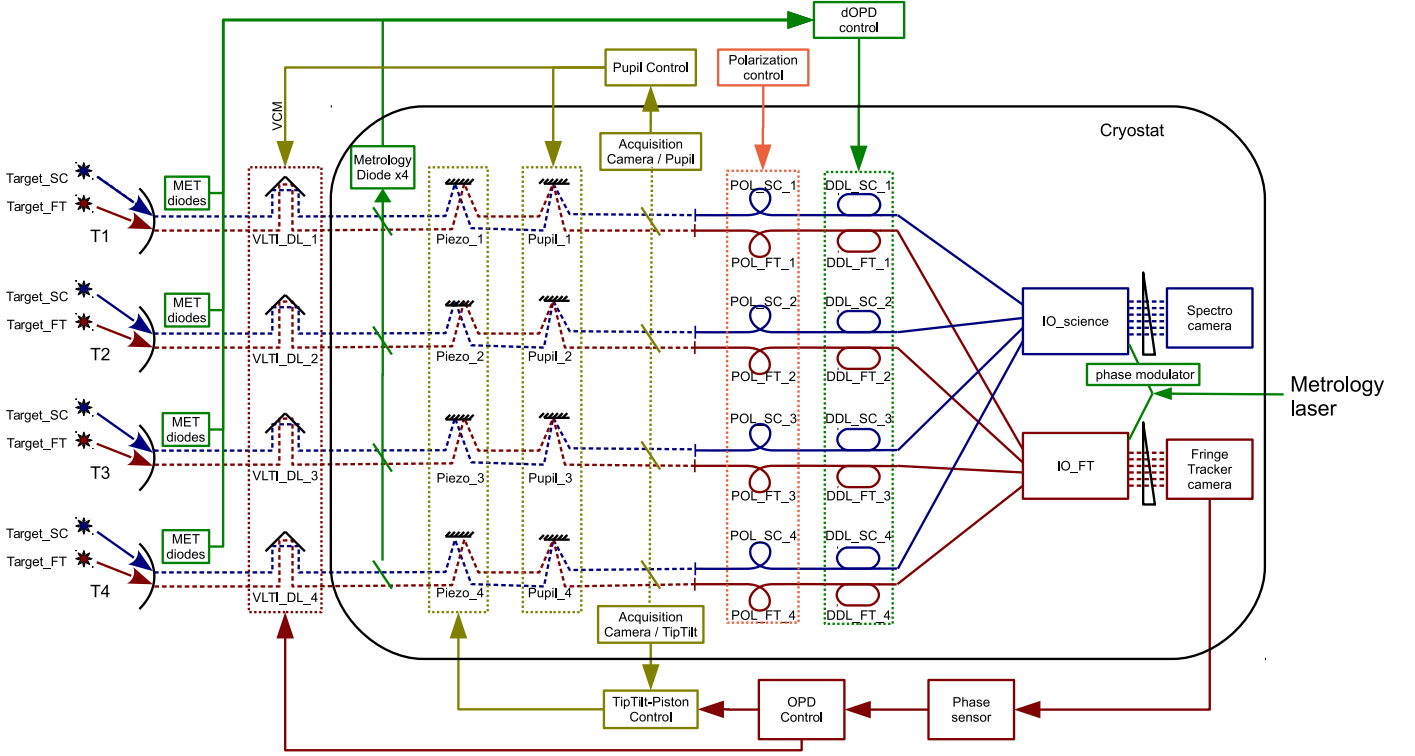 dOPD
control
Pupil Control
Polarization
control
VCM
Cryostat
Acquisition
Camera / Pupil
Metrology
Diode x4
Target_SC
Target_FT
T1
MET
diodes
VLTI_DL_1
Piezo_1
Pupil_1
POL_SC_1
POL_FT_1
DDL_SC_1
DDL_FT_1
Target_SC
Target_FT
T2
MET
diodes
VLTI_DL_2
Piezo_2
Pupil_2
POL_SC_2
POL_FT_2
DDL_SC_2
DDL_FT_2
IO_science
Spectro
camera
phase modulator
Metrology
laser
Target_SC
Target_FT
T3
MET
diodes
VLTI_DL_3
Piezo_3
Pupil_3
POL_SC_3
POL_FT_3
DDL_SC_3
DDL_FT_3
IO_FT
Fringe
Tracker
camera
Target_SC
Target_FT
T4
MET
diodes
VLTI_DL_4
Piezo_4
Pupil_4
POL_SC_4
POL_FT_4
DDL_SC_4
DDL_FT_4
Acquisition
Camera / TipTilt
TipTilt-Piston
Control
OPD
Control
Phase
sensor